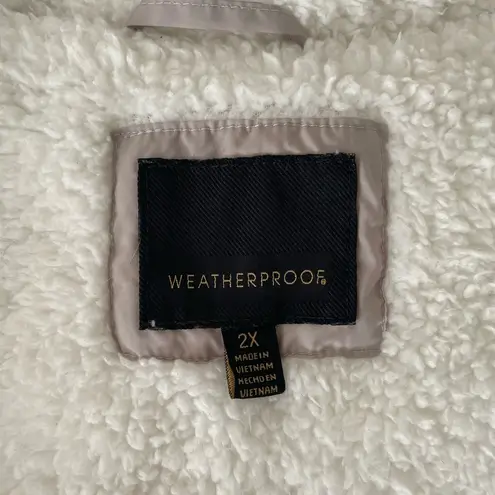 WEATHERPROOF®
2X
MADE IN
VIETNAM
HECHO EN
VIETNAM